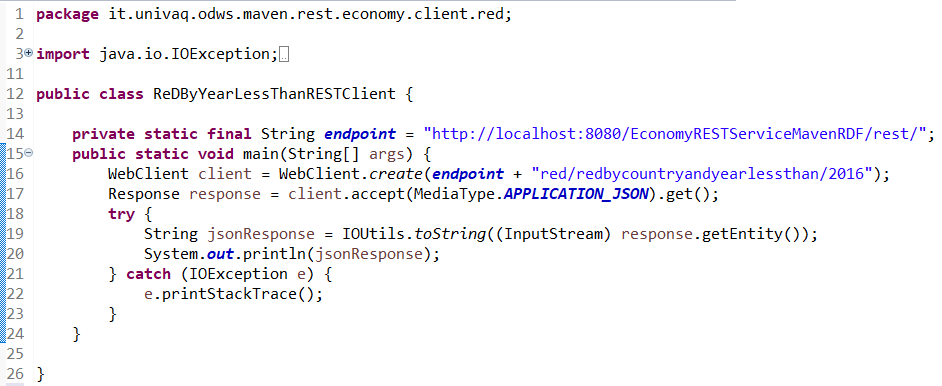 1 package it.univaq.odws.maven.rest.economy.client.red;
2
3 import java.io.IOException;
11
12 public class ReDByYearLessThanRESTClient {
13
14 private static final String endpoint = "http://localhost:8080/EconomyRESTServiceMavenRDF/rest/";
15 public static void main(String[] args) {
16 WebClient client = WebClient.create(endpoint + "red/redbycountryandyearlessthan/2016");
17 Response response = client.accept(MediaType.APPLICATION_JSON).get();
18 try {
19 String jsonResponse = IOUtils.toString((InputStream) response.getEntity());
20 System.out.println(jsonResponse);
21 } catch (IOException e) {
22 e.printStackTrace();
23 }
24 }
25
26 }